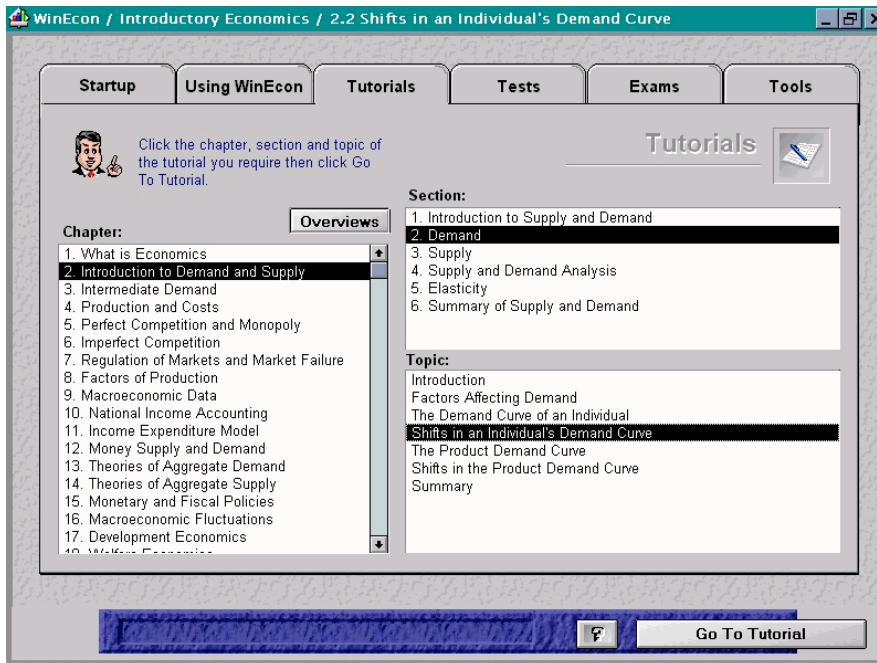 WinEcon / Introductory Economics / 2.2 Shifts in an Individual's Demand Curve
Startup
Using WinEcon
Tutorials
Tests
Exams
Tools
Click the chapter, section and topic of
the tutorial you require then click Go
To Tutorial.
Tutorials
Overviews
Chapter:
1. What is Economics
2. Introduction to Demand and Supply
3. Intermediate Demand
4. Production and Costs
5. Perfect Competition and Monopoly
6. Imperfect Competition
7. Regulation of Markets and Market Failure
8. Factors of Production
9. Macroeconomic Data
10. National Income Accounting
11. Income Expenditure Model
12. Money Supply and Demand
13. Theories of Aggregate Demand
14. Theories of Aggregate Supply
15. Monetary and Fiscal Policies
16. Macroeconomic Fluctuations
17. Development Economics
18. Welfare Economics
Section:
1. Introduction to Supply and Demand
2. Demand
3. Supply
4. Supply and Demand Analysis
5. Elasticity
6. Summary of Supply and Demand
Topic:
Introduction
Factors Affecting Demand
The Demand Curve of an Individual
Shifts in an Individual's Demand Curve
The Product Demand Curve
Shifts in the Product Demand Curve
Summary
?
Go To Tutorial